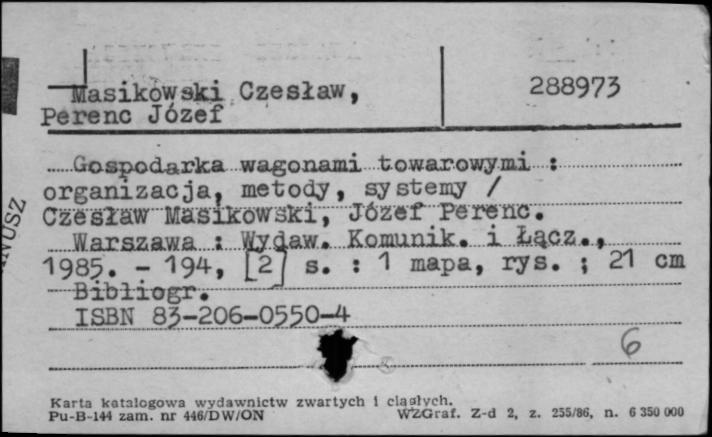 Masikowski Czesław,
288973
Perenc Józef
Gospodarka wagonami towarowymi :
organizacja, metody, systemy /
Czesław Masikowski, Józef Perenc.
Warszawa : Wydaw. Komunik. i Łącz.,
1985. - 194, [2] s. : 1 mapa, rys. ; 21 cm
Bibliogr.
ISBN 83-206-0550-4
6
Karta katalogowa wydawnictw zwartych i ciągłych.
Pu-B-144 zam. nr 446/DW/ON
WZGraf. Z-d 2, z. 255/86, n. 6 350 000